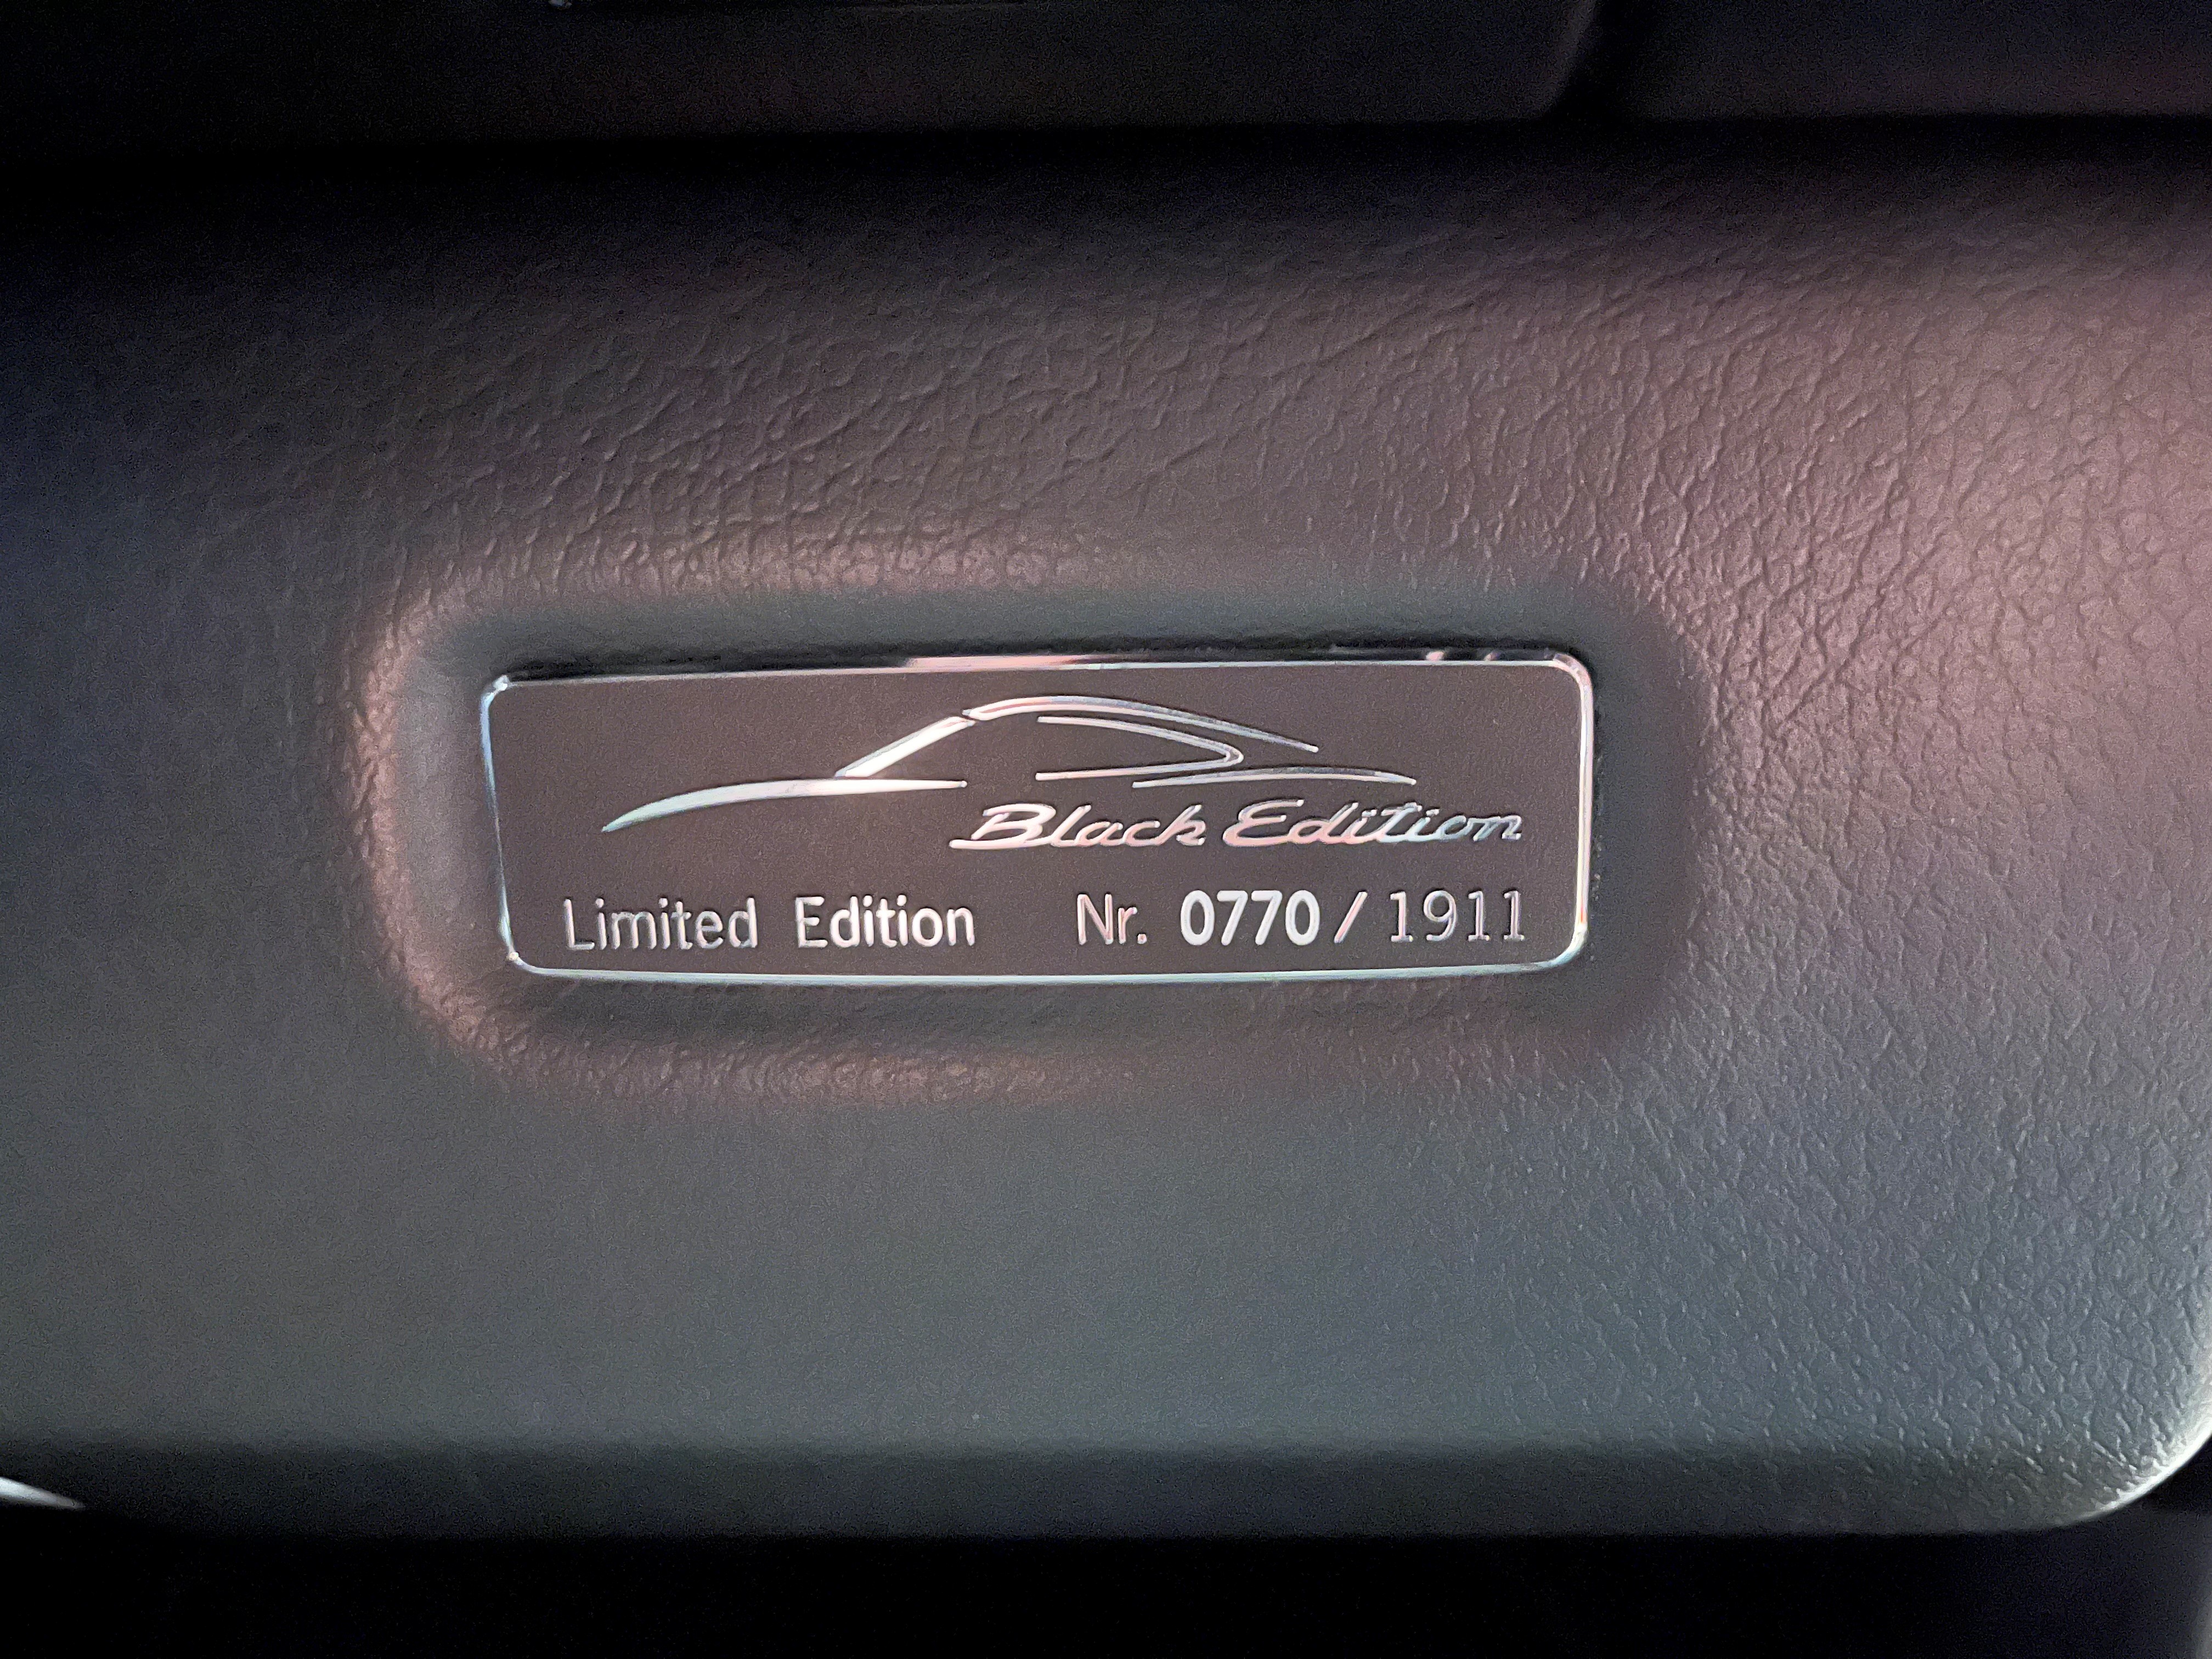 Black Edition
Limited Edition Nr. 0770 / 1911